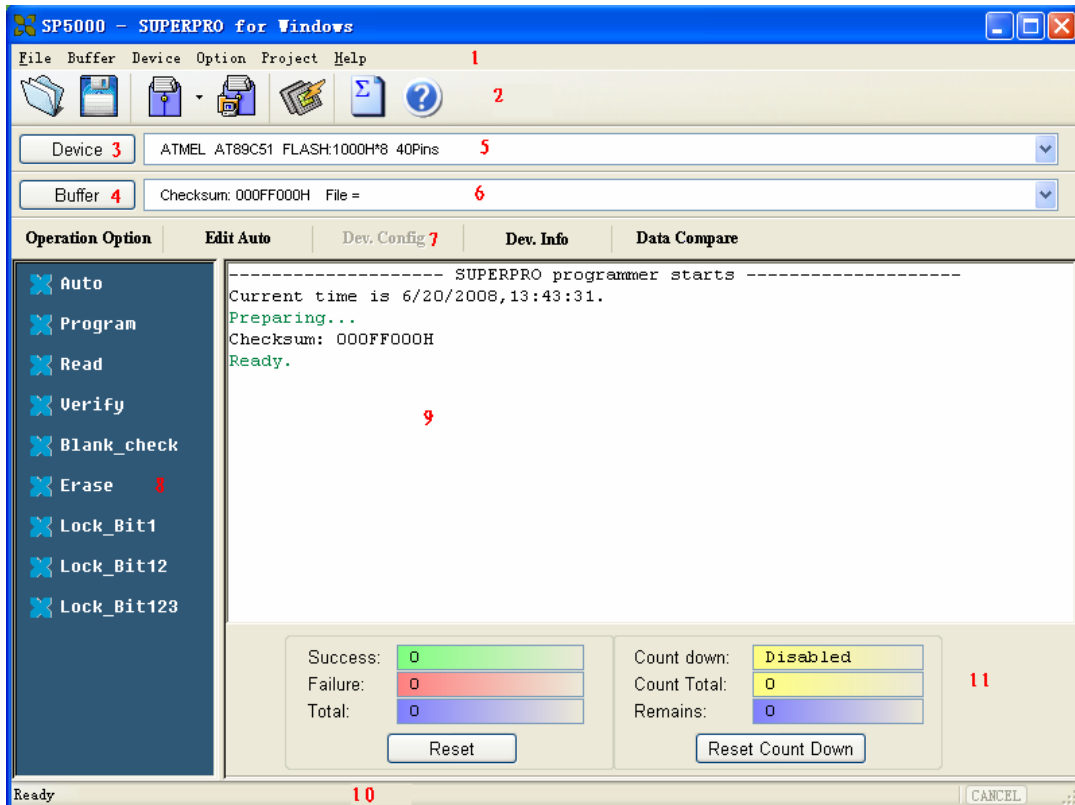 SP5000 - SUPERPRO for Windows
File Buffer Device Option Project Help 1
Σ ? 2
Device 3 ATMEL AT89C51 FLASH:1000H*8 40Pins 5
Buffer 4 Checksum: 000FF000H File = 6
Operation Option Edit Auto Dev. Config 7 Dev. Info Data Compare
Auto
Program
Read
Verify
Blank_check
Erase 8
Lock_Bit1
Lock_Bit12
Lock_Bit123
-------------------- SUPERPRO programmer starts --------------------
Current time is 6/20/2008,13:43:31.
Preparing...
Checksum: 000FF000H
Ready.
9
Success: 0
Failure: 0
Total: 0
Reset
Count down: Disabled
Count Total: 0
Remains: 0
Reset Count Down
11
Ready 10 CANCEL